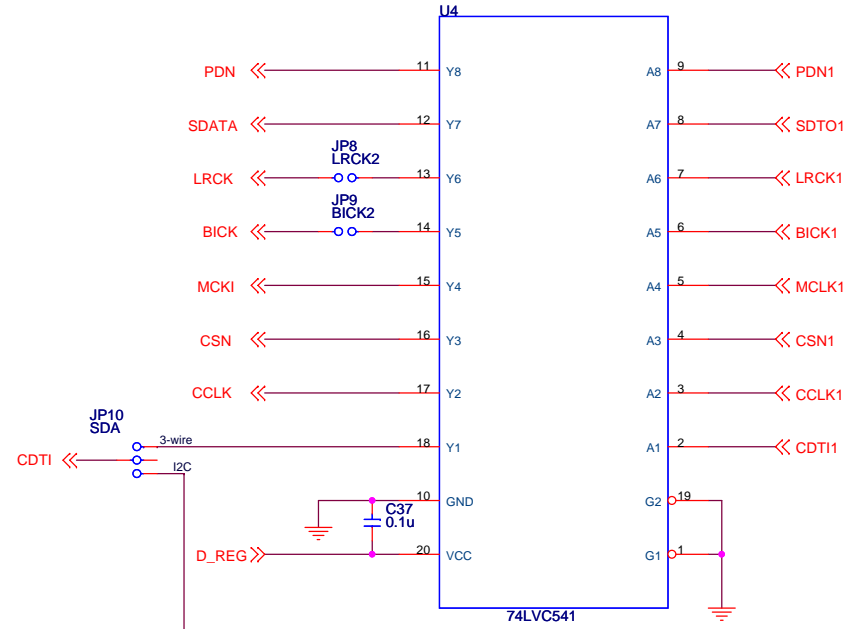 U4
PDN 11 Y8 A8 9 PDN1
SDATA 12 Y7 A7 8 SDTO1
JP8
LRCK2
LRCK 13 Y6 A6 7 LRCK1
JP9
BICK2
BICK 14 Y5 A5 6 BICK1
MCKI 15 Y4 A4 5 MCLK1
CSN 16 Y3 A3 4 CSN1
CCLK 17 Y2 A2 3 CCLK1
JP10
SDA
3-wire 18 Y1 A1 2 CDTI1
CDTI
I2C
10 GND G2 19
C37
0.1u
D_REG 20 VCC G1 1
74LVC541